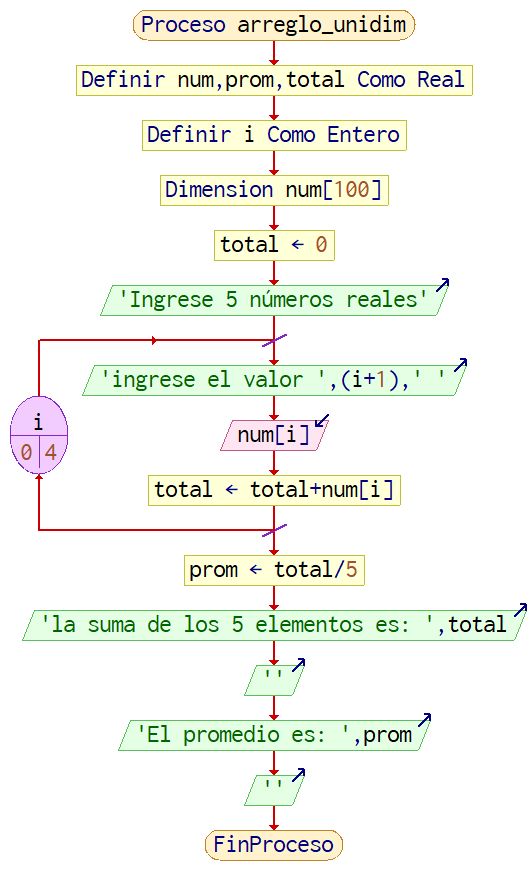 Proceso arreglo_unidim
Definir num,prom,total Como Real
Definir i Como Entero
Dimension num[100]
total ← 0
'Ingrese 5 números reales'
'ingrese el valor ',(i+1),' '
i
0 4
num[i]
total ← total+num[i]
prom ← total/5
'la suma de los 5 elementos es: ',total
''
'El promedio es: ',prom
''
FinProceso